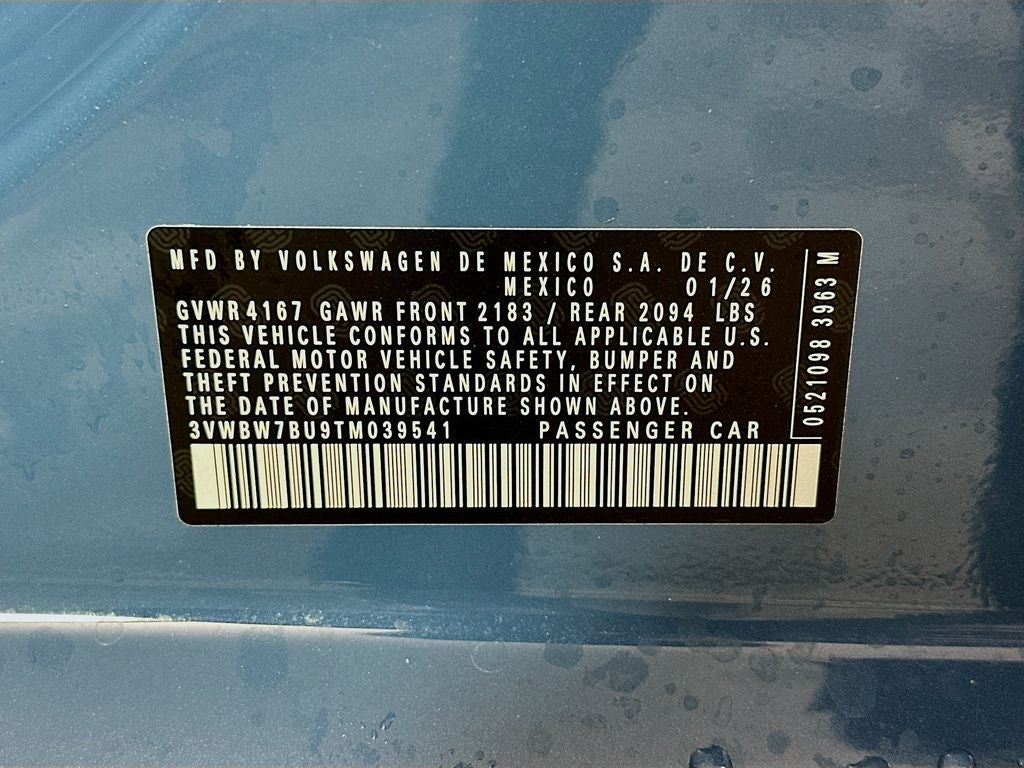 MFD BY VOLKSWAGEN DE MEXICO S.A. DE C.V.
MEXICO 01/26
GVWR 4167 GAWR FRONT 2183 / REAR 2094 LBS
THIS VEHICLE CONFORMS TO ALL APPLICABLE U.S.
FEDERAL MOTOR VEHICLE SAFETY, BUMPER AND
THEFT PREVENTION STANDARDS IN EFFECT ON
THE DATE OF MANUFACTURE SHOWN ABOVE.
3VWBW7BU9TM039541 PASSENGER CAR
0521098 3963 M